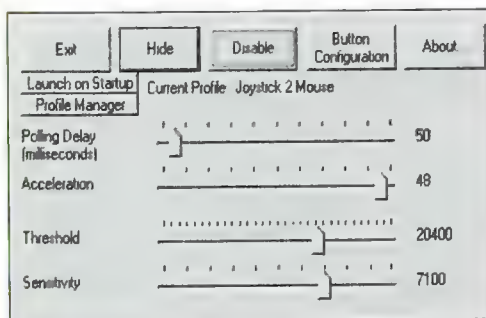 Exit
Hide
Disable
Button
Configuration
About
Launch on Startup
Profile Manager
Current Profile Joystick 2 Mouse
Polling Delay
(milliseconds)
50
Acceleration
48
Threshold
20400
Sensitivity
7100